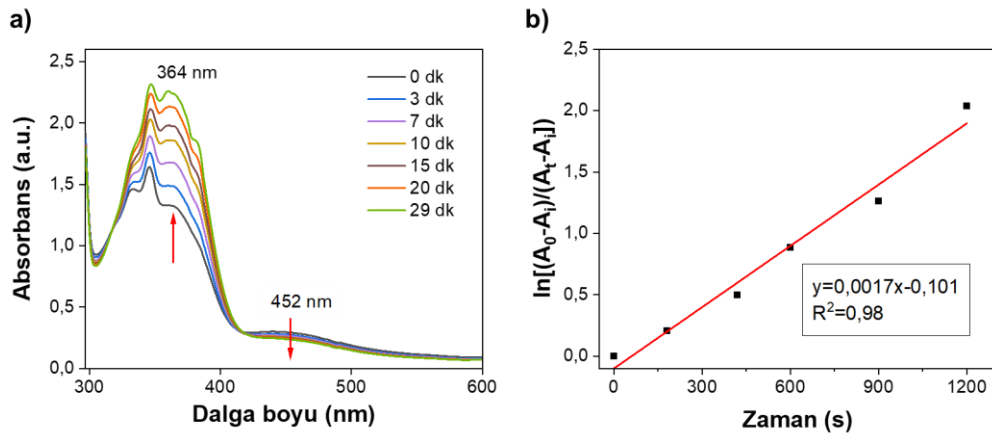 a)
Absorbans (a.u.)
2,5
2,0
1,5
1,0
0,5
0,0
364 nm
452 nm
0 dk
3 dk
7 dk
10 dk
15 dk
20 dk
29 dk
300
400
500
600
Dalga boyu (nm)
b)
ln[(A0-Ai)/(At-Ai])
2,5
2,0
1,5
1,0
0,5
0,0
y=0,0017x-0,101
R²=0,98
0
300
600
900
1200
Zaman (s)